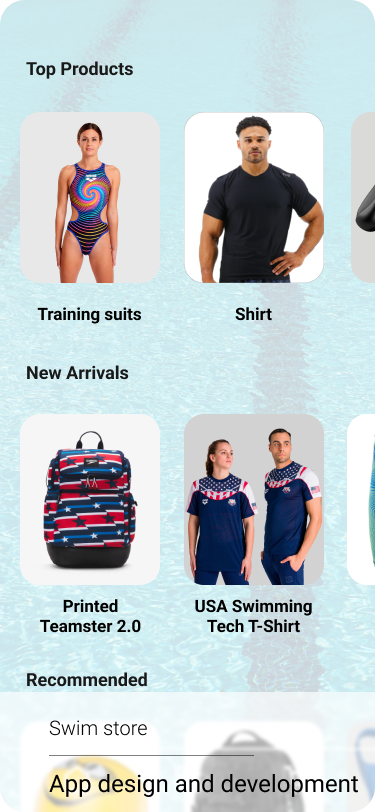 Top Products
Training suits
Shirt
New Arrivals
Printed
Teamster 2.0
USA Swimming
Tech T-Shirt
Recommended
Swim store
App design and development